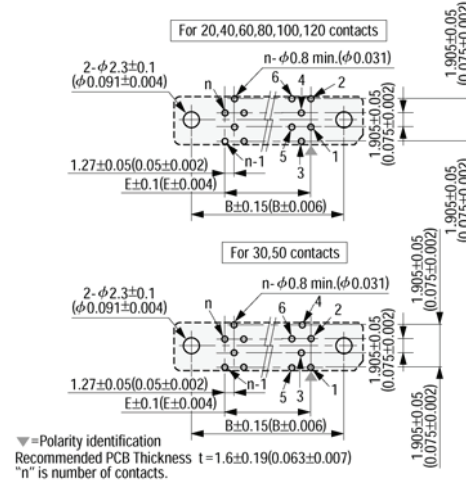 For 20,40,60,80,100,120 contacts
n-ϕ0.8 min.(ϕ0.031)
2-ϕ2.3±0.1
(ϕ0.091±0.004)
n
6
4
2
1.905±0.05
(0.075±0.002)
1.905±0.05
(0.075±0.002)
1.27±0.05(0.05±0.002)
n-1
5
3
1
E±0.1(E±0.004)
B±0.15(B±0.006)
1.905±0.05
(0.075±0.002)
For 30,50 contacts
n-ϕ0.8 min.(ϕ0.031)
2-ϕ2.3±0.1
(ϕ0.091±0.004)
n
6
4
2
1.905±0.05
(0.075±0.002)
1.905±0.05
(0.075±0.002)
1.27±0.05(0.05±0.002)
n-1
5
3
1
E±0.1(E±0.004)
B±0.15(B±0.006)
1.905±0.05
(0.075±0.002)
▼=Polarity identification
Recommended PCB Thickness t=1.6±0.19(0.063±0.007)
"n" is number of contacts.